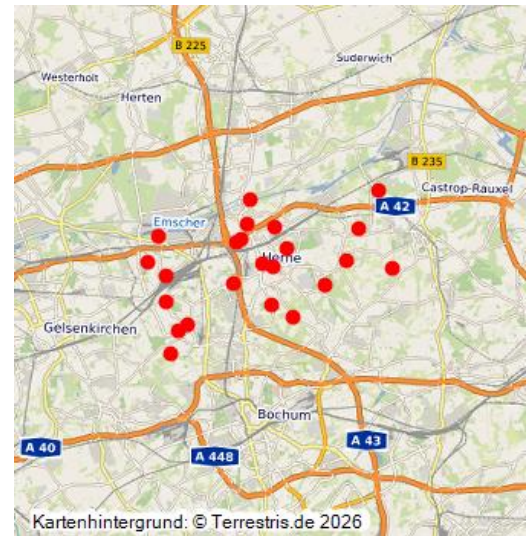 B 225
Suderwich
Westerholt
Herten
B 235
Castrop-Rauxel
A 42
Emscher
Herne
Gelsenkirchen
Bochum
A 43
A 40
A 448
Kartenhintergrund: © Terrestris.de 2026